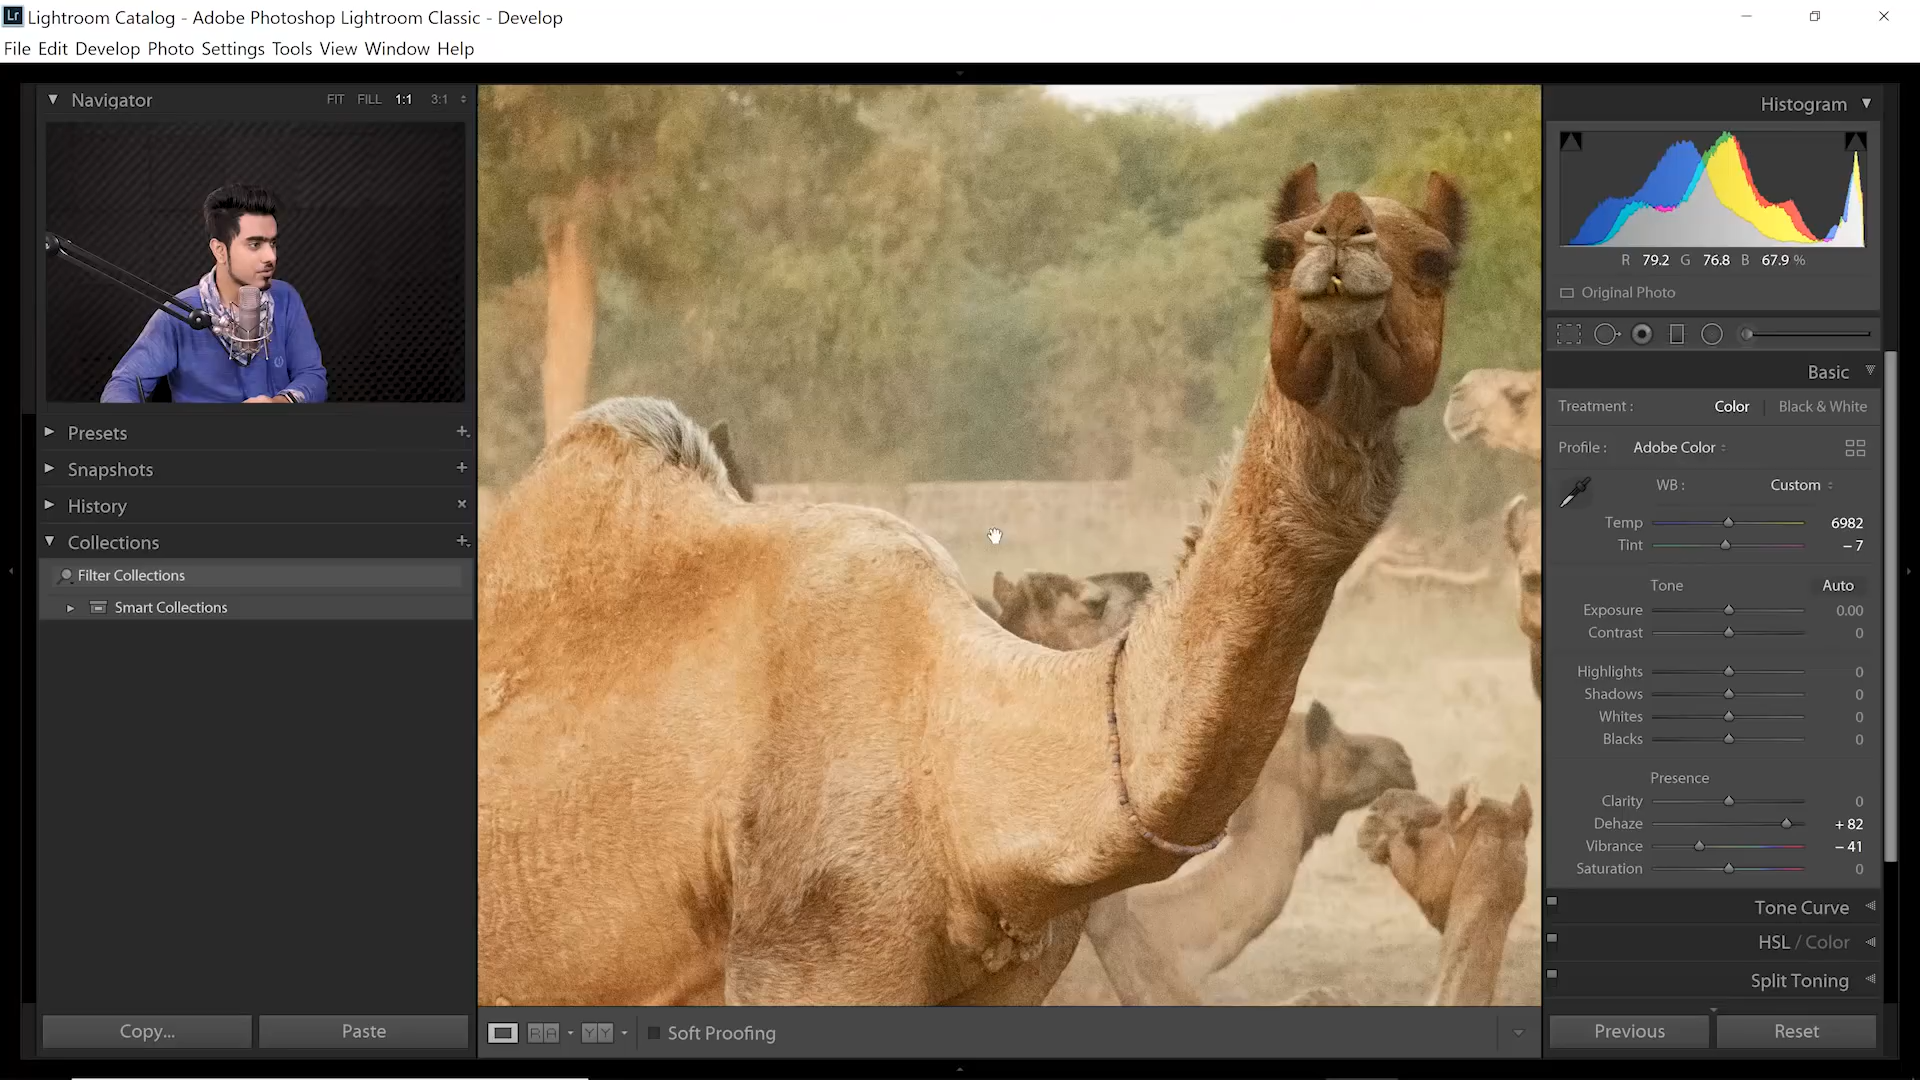 Lr Lightroom Catalog - Adobe Photoshop Lightroom Classic - Develop
File Edit Develop Photo Settings Tools View Window Help
Navigator FIT FILL 1:1 3:1
Presets
Snapshots
History
Collections
Filter Collections
Smart Collections
Copy... Paste
R A Y Y Soft Proofing
Histogram
R 79.2 G 76.8 B 67.9 %
Original Photo
Basic
Treatment : Color Black & White
Profile : Adobe Color
WB : Custom
Temp 6982
Tint – 7
Tone Auto
Exposure 0.00
Contrast 0
Highlights 0
Shadows 0
Whites 0
Blacks 0
Presence
Clarity 0
Dehaze + 82
Vibrance – 41
Saturation 0
Tone Curve
HSL / Color
Split Toning
Previous Reset